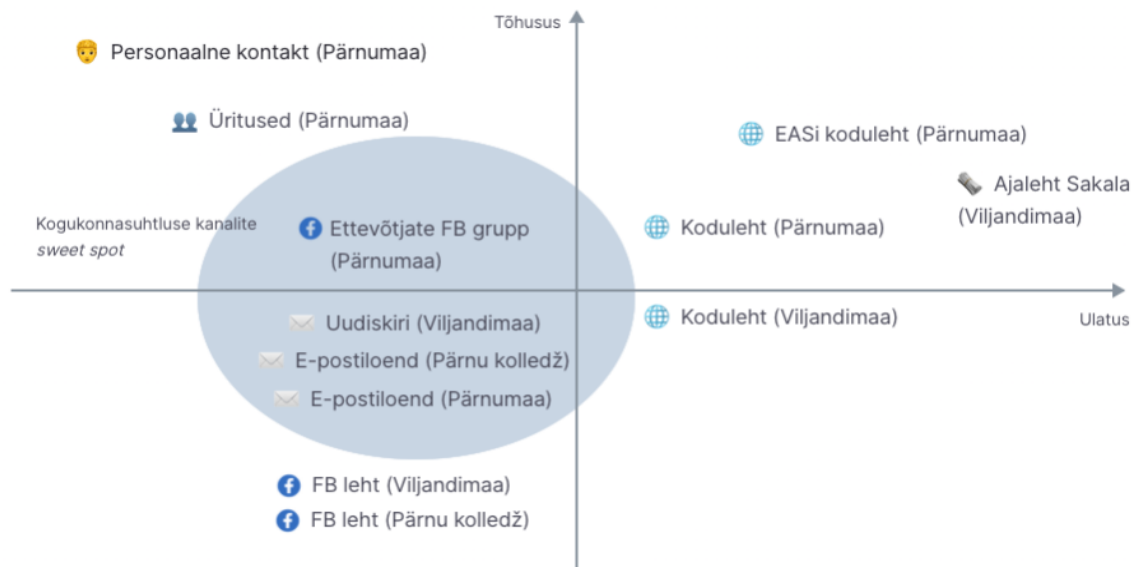 Tõhusus
Personaalne kontakt (Pärnumaa)
Üritused (Pärnumaa)
EASi koduleht (Pärnumaa)
Ajaleht Sakala
(Viljandimaa)
Kogukonnasuhtluse kanalite
sweet spot
Ettevõtjate FB grupp
(Pärnumaa)
Koduleht (Pärnumaa)
Uudiskiri (Viljandimaa)
Koduleht (Viljandimaa)
Ulatus
E-postiloend (Pärnu kolledž)
E-postiloend (Pärnumaa)
FB leht (Viljandimaa)
FB leht (Pärnu kolledž)